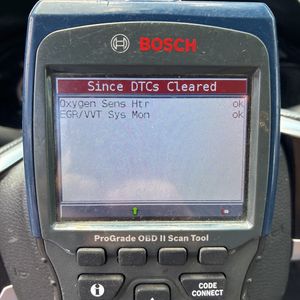 BOSCH
Since DTCs Cleared
Oxygen Sens Htr ok
EGR/VVT Sys Mon ok
ProGrade OBD II Scan Tool
i
CODE
CONNECT